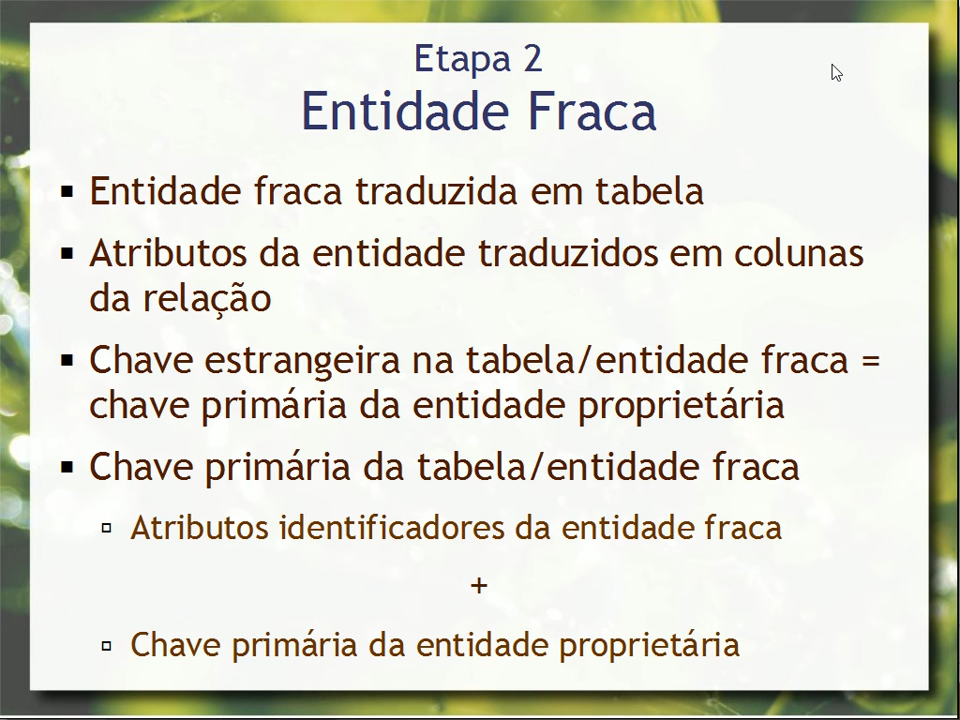 Etapa 2
Entidade Fraca
Entidade fraca traduzida em tabela
Atributos da entidade traduzidos em colunas
da relação
Chave estrangeira na tabela/entidade fraca =
chave primária da entidade proprietária
Chave primária da tabela/entidade fraca
Atributos identificadores da entidade fraca
+
Chave primária da entidade proprietária